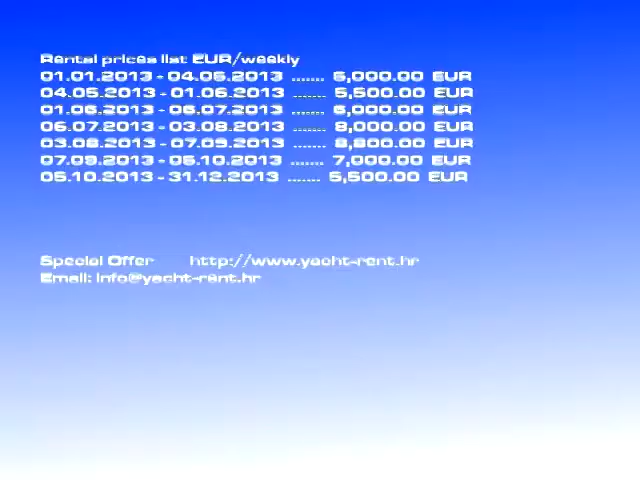 Rental prices list EUR/weekly
01.01.2013 - 04.05.2013 ....... 5,000.00 EUR
04.05.2013 - 01.06.2013 ....... 5,500.00 EUR
01.06.2013 - 06.07.2013 ....... 6,000.00 EUR
06.07.2013 - 03.08.2013 ....... 8,000.00 EUR
03.08.2013 - 07.09.2013 ....... 8,800.00 EUR
07.09.2013 - 05.10.2013 ....... 7,000.00 EUR
05.10.2013 - 31.12.2013 ....... 5,500.00 EUR
Special Offer http://www.yacht-rent.hr
Email: info@yacht-rent.hr